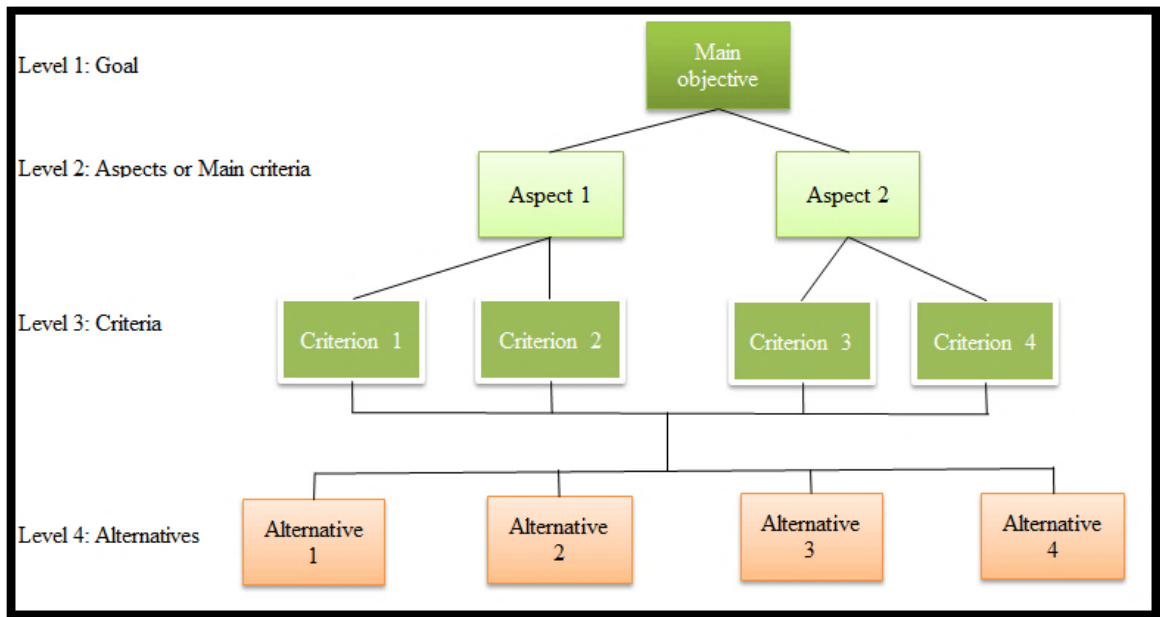 Level 1: Goal
Main
objective
Level 2: Aspects or Main criteria
Aspect 1
Aspect 2
Level 3: Criteria
Criterion 1
Criterion 2
Criterion 3
Criterion 4
Level 4: Alternatives
Alternative
1
Alternative
2
Alternative
3
Alternative
4